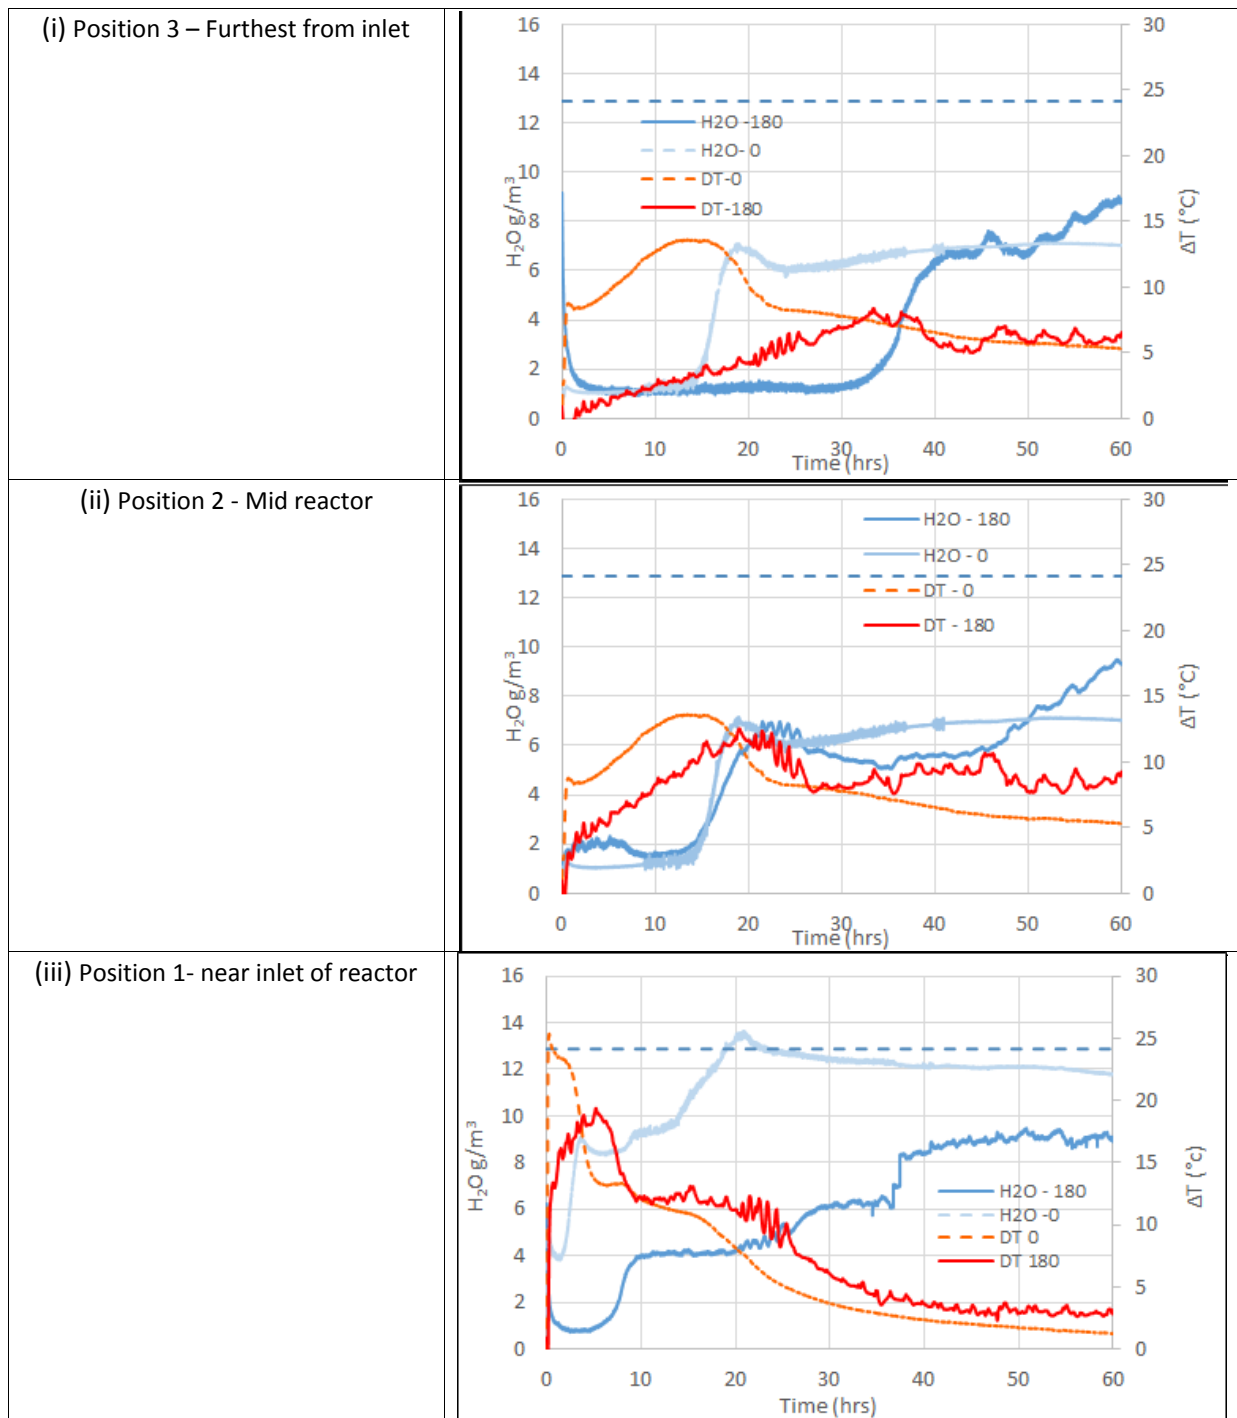 (i) Position 3 – Furthest from inlet
16
14
12
10
8
6
4
2
0
H₂O g/m³
30
25
20
15
10
5
0
ΔT (°C)
H2O -180
H2O- 0
DT-0
DT-180
0 10 20 30 40 50 60
Time (hrs)
(ii) Position 2 - Mid reactor
16
14
12
10
8
6
4
2
0
H₂O g/m³
30
25
20
15
10
5
0
ΔT (°C)
H2O - 180
H2O - 0
DT - 0
DT - 180
0 10 20 30 40 50 60
Time (hrs)
(iii) Position 1- near inlet of reactor
16
14
12
10
8
6
4
2
0
H₂O g/m³
30
25
20
15
10
5
0
ΔT (°c)
H2O - 180
H2O -0
DT 0
DT 180
0 10 20 30 40 50 60
Time (hrs)